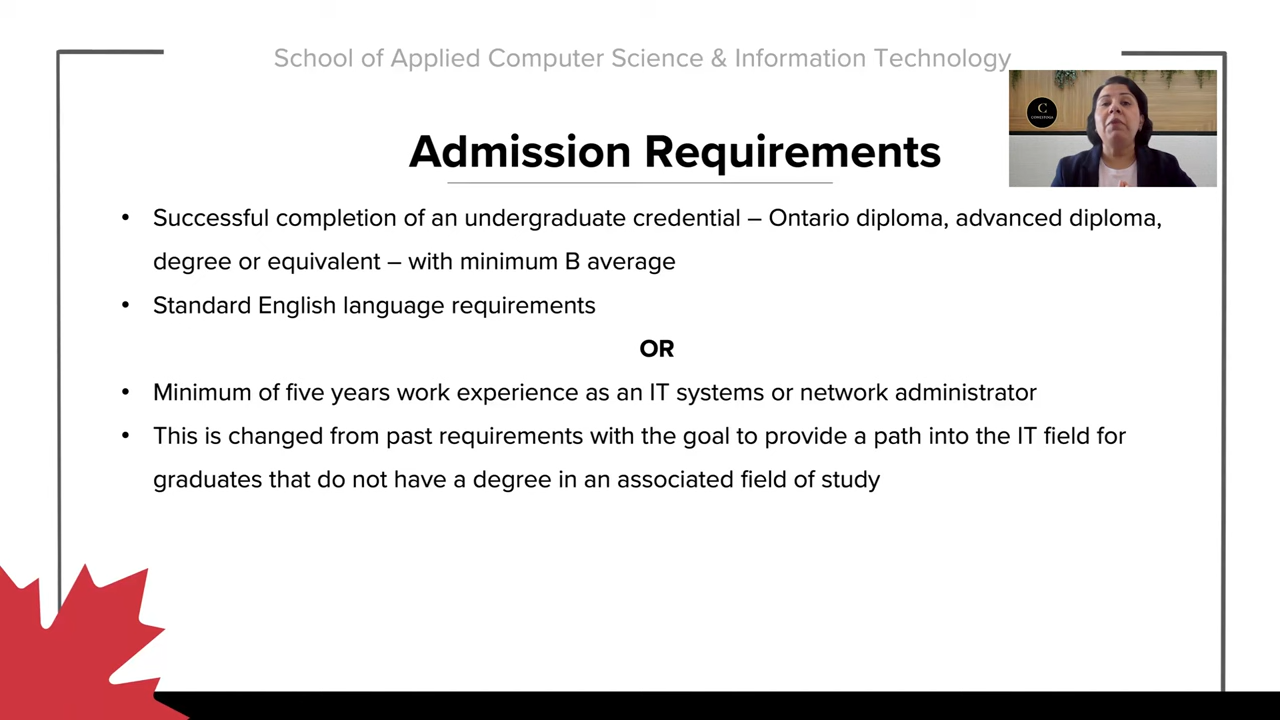 School of Applied Computer Science & Information Technology
C
CONESTOGA
Admission Requirements
• Successful completion of an undergraduate credential – Ontario diploma, advanced diploma,
degree or equivalent – with minimum B average
• Standard English language requirements
OR
• Minimum of five years work experience as an IT systems or network administrator
• This is changed from past requirements with the goal to provide a path into the IT field for
graduates that do not have a degree in an associated field of study